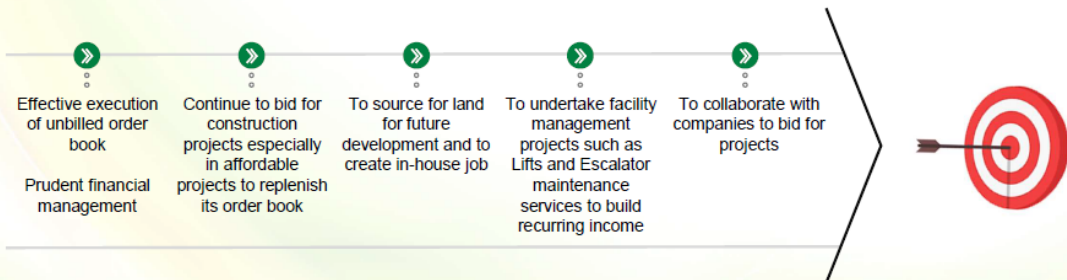 Effective execution
of unbilled order
book
Prudent financial
management
Continue to bid for
construction
projects especially
in affordable
projects to replenish
its order book
To source for land
for future
development and to
create in-house job
To undertake facility
management
projects such as
Lifts and Escalator
maintenance
services to build
recurring income
To collaborate with
companies to bid for
projects